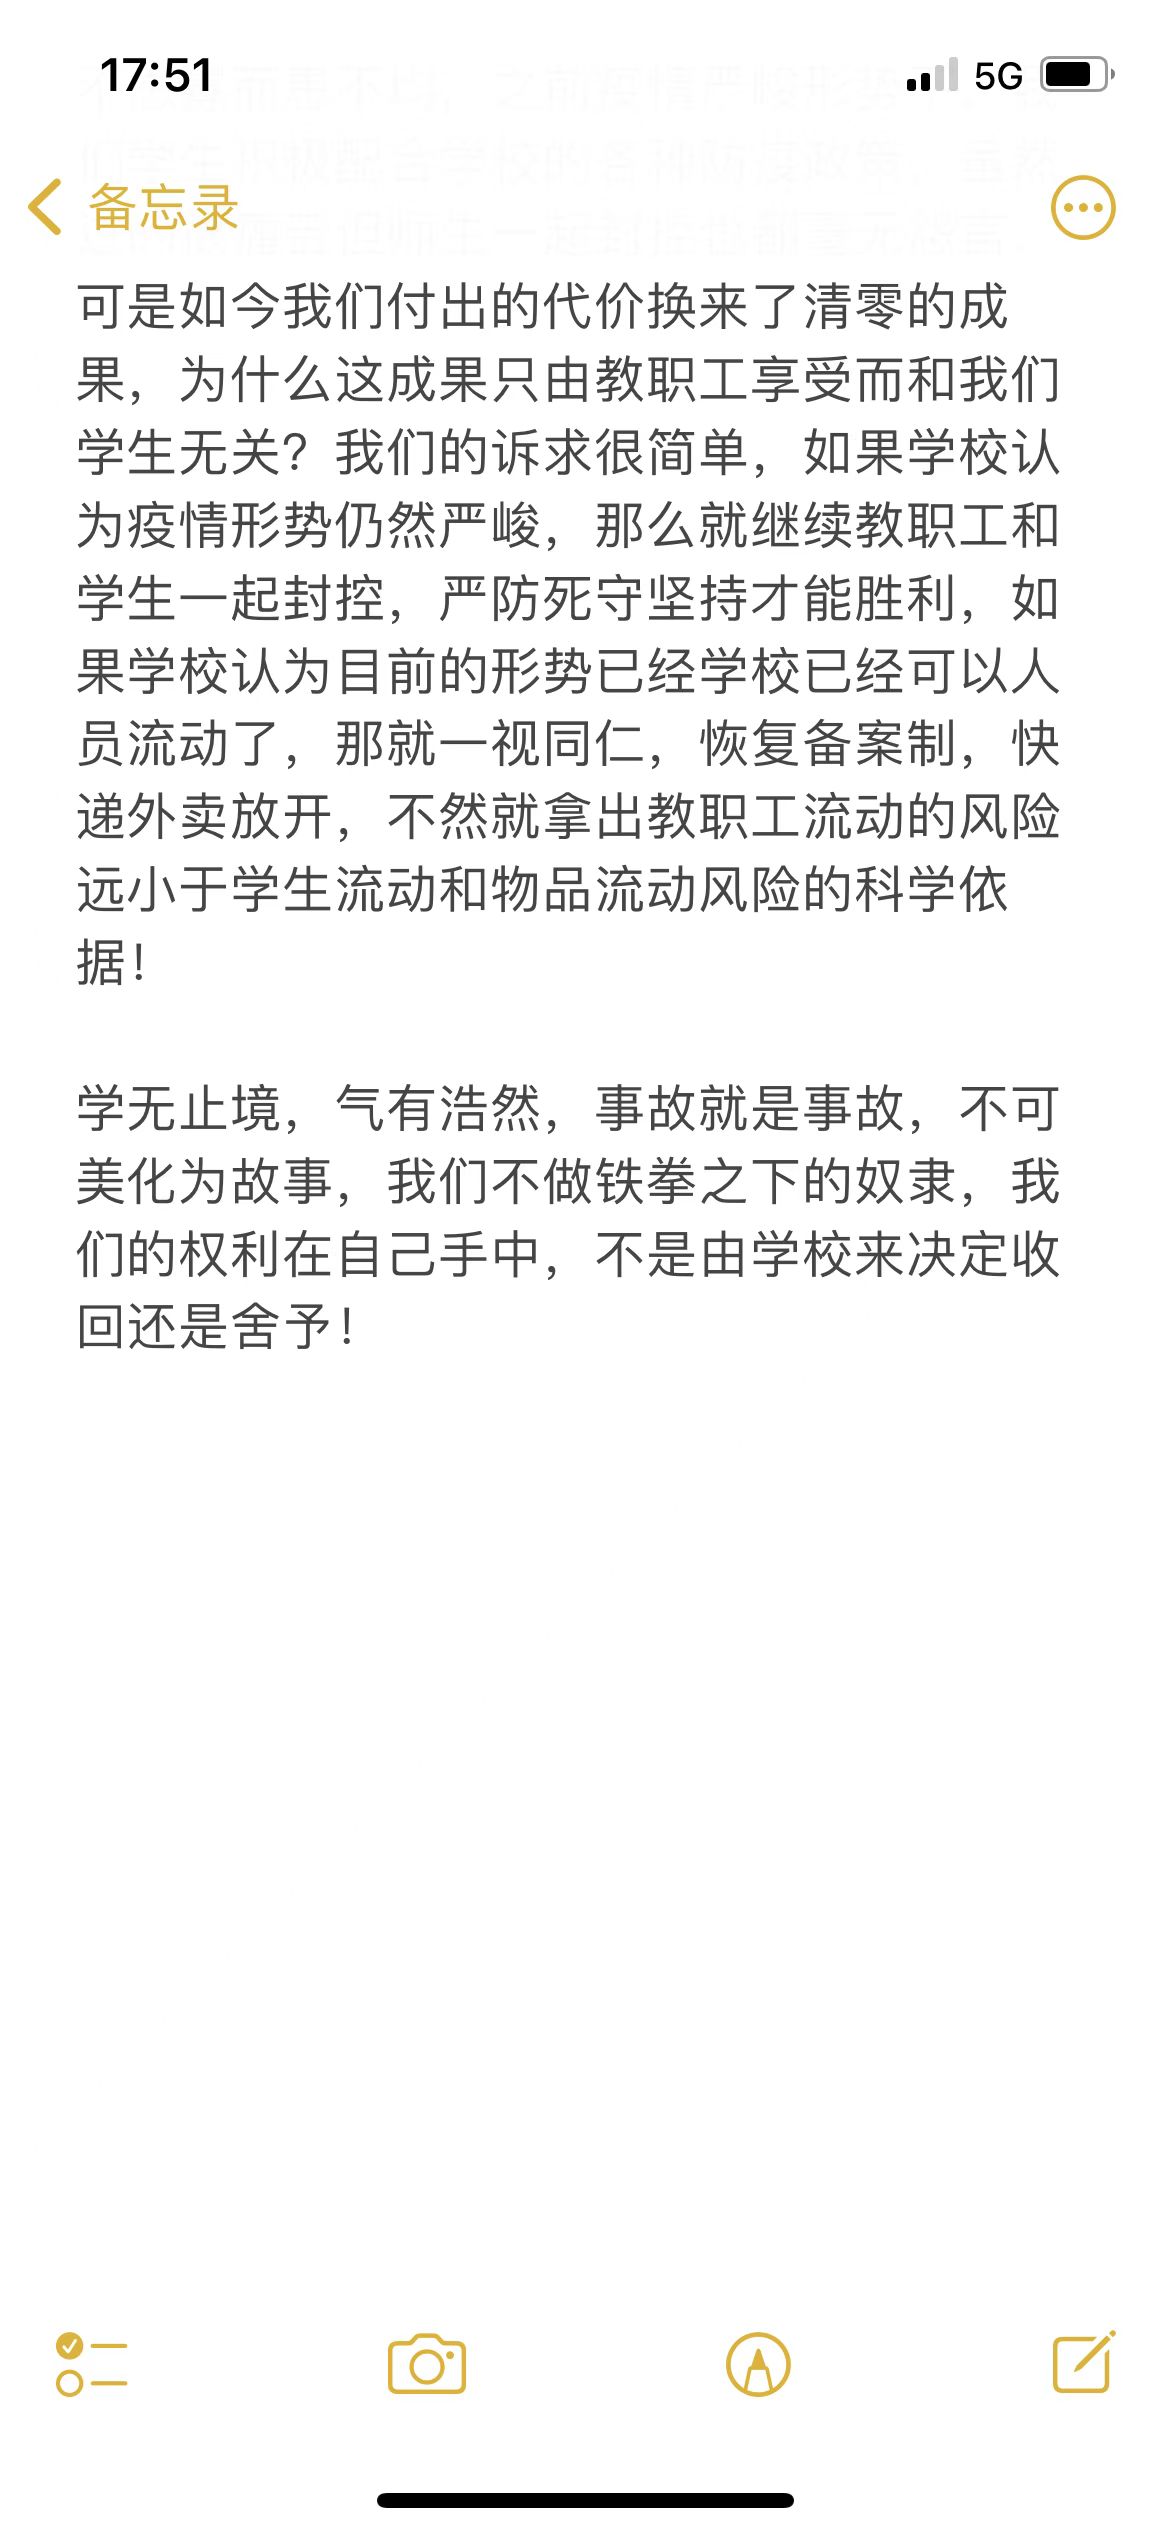 17:51
5G
备忘录
可是如今我们付出的代价换来了清零的成
果，为什么这成果只由教职工享受而和我们
学生无关？我们的诉求很简单，如果学校认
为疫情形势仍然严峻，那么就继续教职工和
学生一起封控，严防死守坚持才能胜利，如
果学校认为目前的形势已经学校已经可以人
员流动了，那就一视同仁，恢复备案制，快
递外卖放开，不然就拿出教职工流动的风险
远小于学生流动和物品流动风险的科学依
据！
学无止境，气有浩然，事故就是事故，不可
美化为故事，我们不做铁拳之下的奴隶，我
们的权利在自己手中，不是由学校来决定收
回还是舍予！